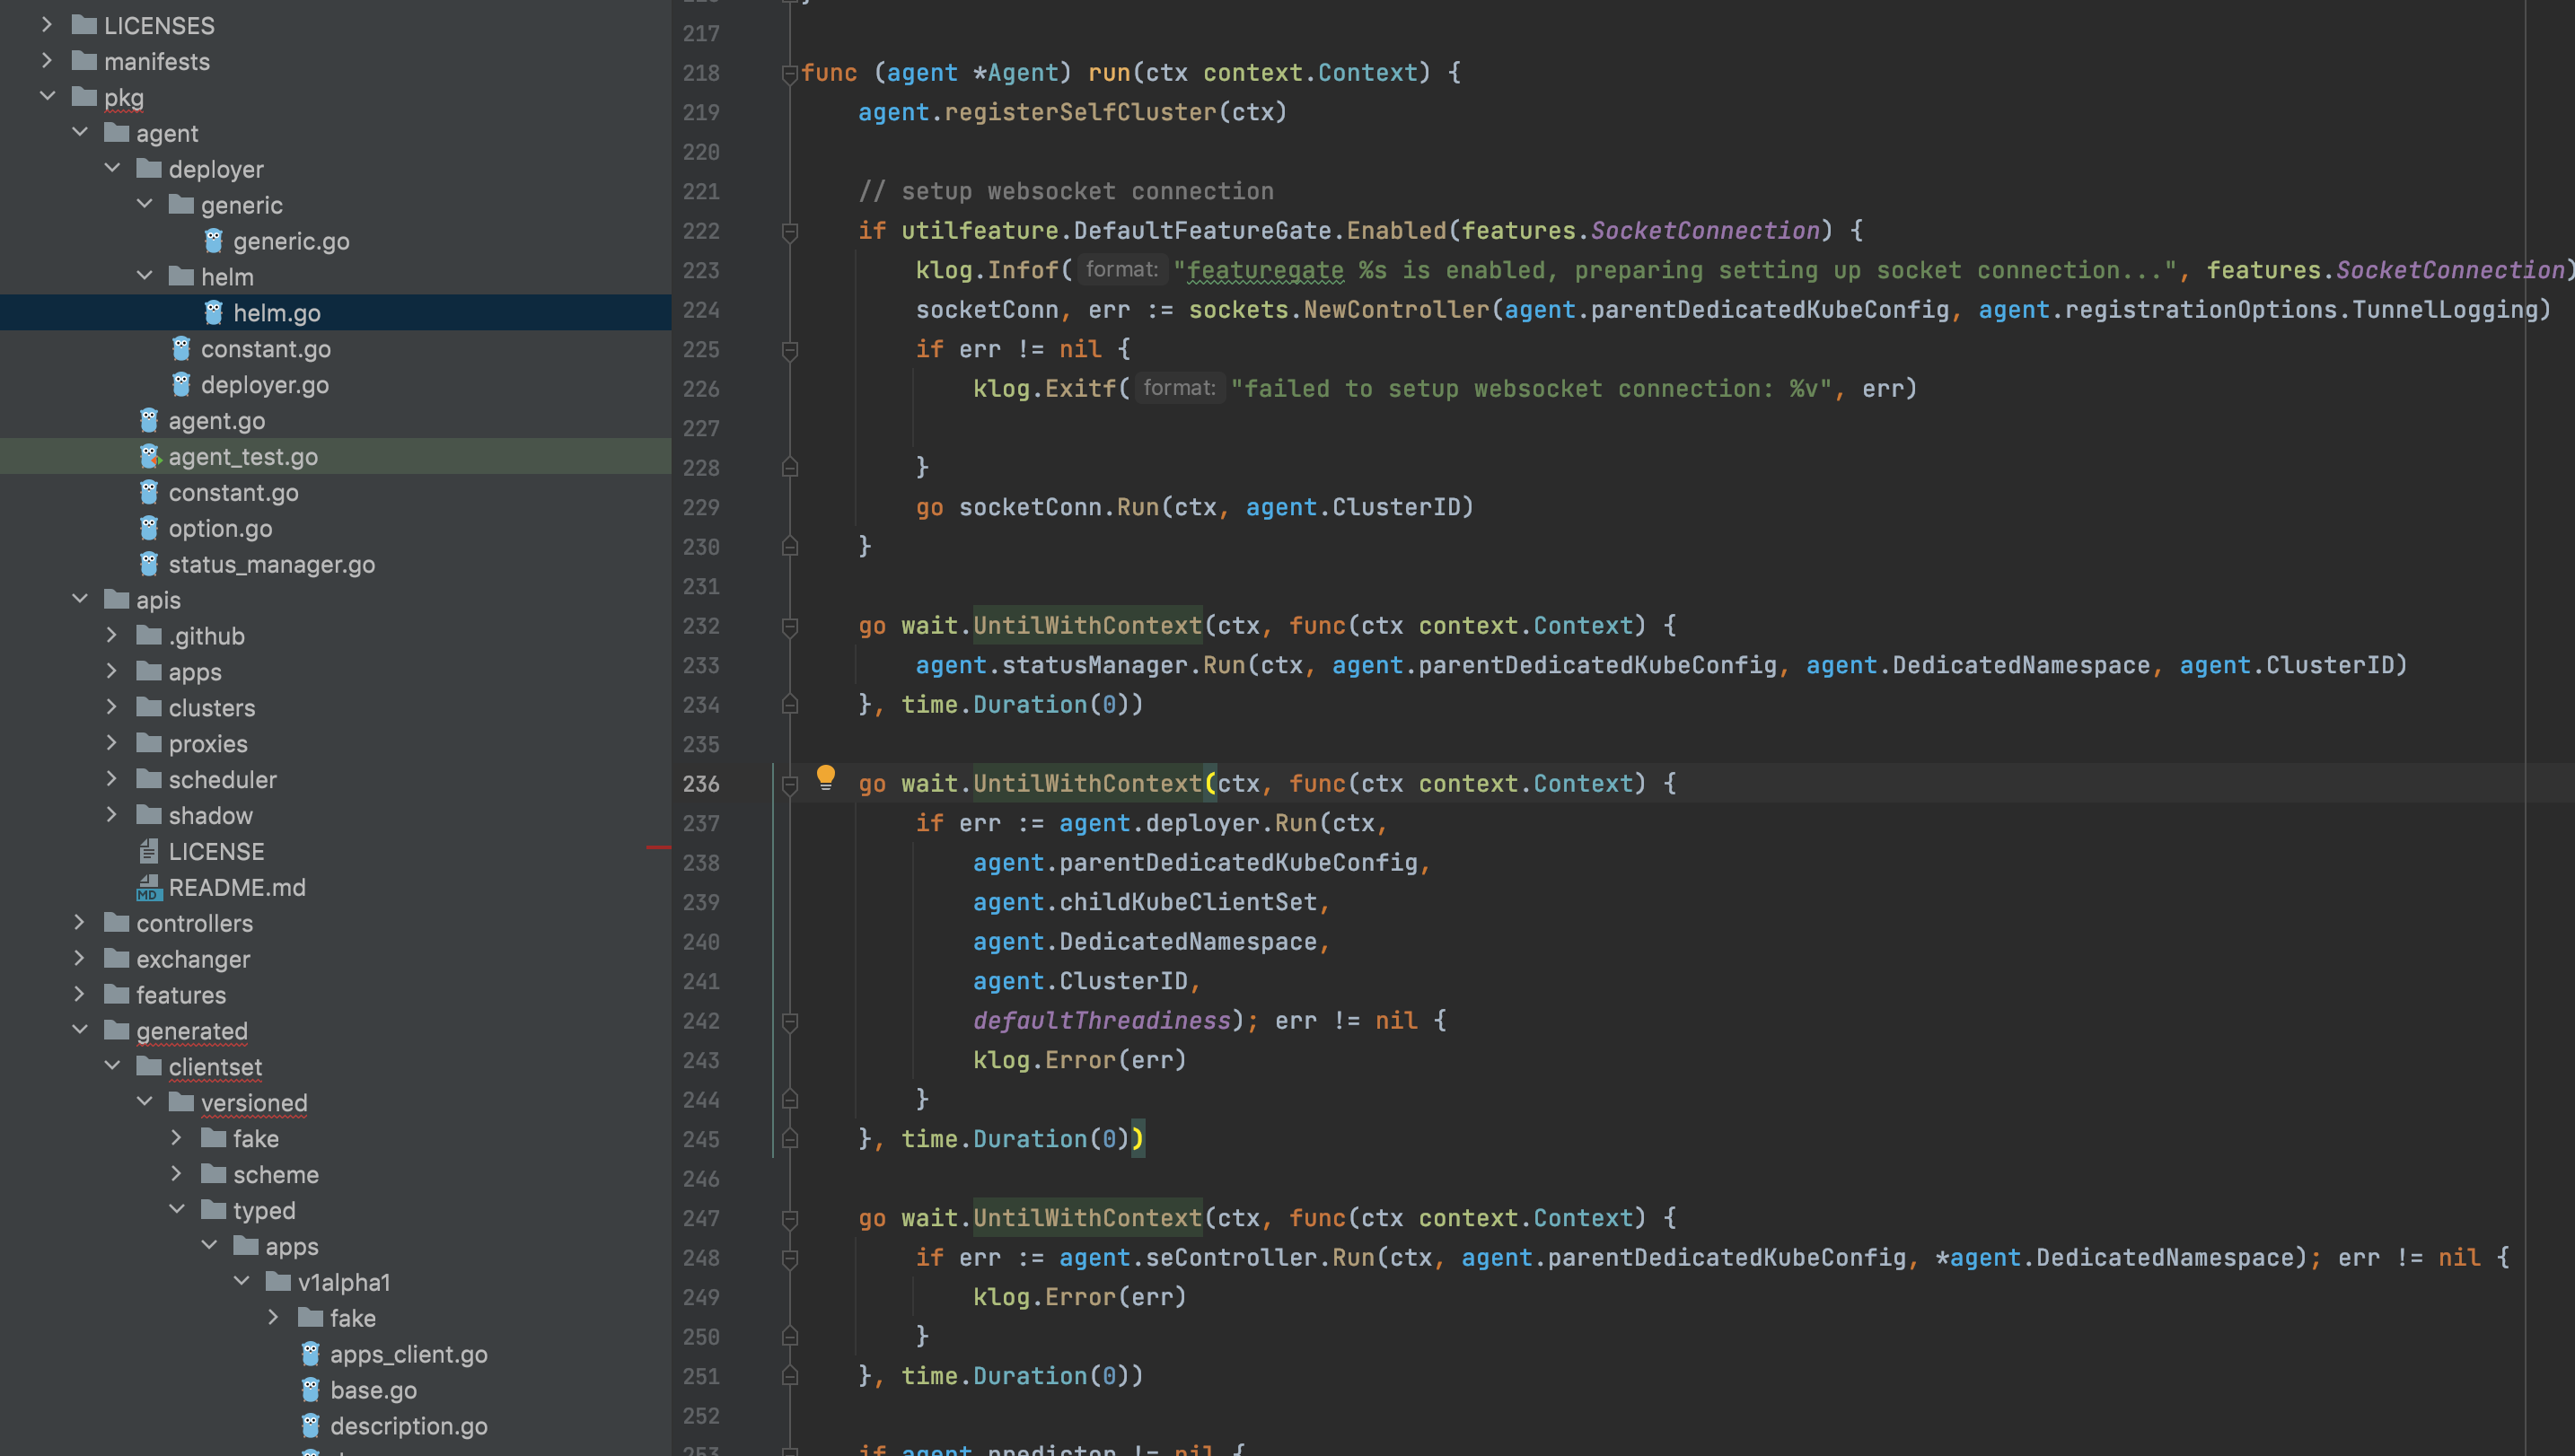 LICENSES
manifests
pkg
agent
deployer
generic
generic.go
helm
helm.go
constant.go
deployer.go
agent.go
agent_test.go
constant.go
option.go
status_manager.go
apis
.github
apps
clusters
proxies
scheduler
shadow
LICENSE
README.md
controllers
exchanger
features
generated
clientset
versioned
fake
scheme
typed
apps
v1alpha1
fake
apps_client.go
base.go
description.go
217
218 func (agent *Agent) run(ctx context.Context) {
219 agent.registerSelfCluster(ctx)
220
221 // setup websocket connection
222 if utilfeature.DefaultFeatureGate.Enabled(features.SocketConnection) {
223 klog.Infof( format: "featuregate %s is enabled, preparing setting up socket connection...", features.SocketConnection)
224 socketConn, err := sockets.NewController(agent.parentDedicatedKubeConfig, agent.registrationOptions.TunnelLogging)
225 if err != nil {
226 klog.Exitf( format: "failed to setup websocket connection: %v", err)
227
228 }
229 go socketConn.Run(ctx, agent.ClusterID)
230 }
231
232 go wait.UntilWithContext(ctx, func(ctx context.Context) {
233 agent.statusManager.Run(ctx, agent.parentDedicatedKubeConfig, agent.DedicatedNamespace, agent.ClusterID)
234 }, time.Duration(0))
235
236 go wait.UntilWithContext(ctx, func(ctx context.Context) {
237 if err := agent.deployer.Run(ctx,
238 agent.parentDedicatedKubeConfig,
239 agent.childKubeClientSet,
240 agent.DedicatedNamespace,
241 agent.ClusterID,
242 defaultThreadiness); err != nil {
243 klog.Error(err)
244 }
245 }, time.Duration(0))
246
247 go wait.UntilWithContext(ctx, func(ctx context.Context) {
248 if err := agent.seController.Run(ctx, agent.parentDedicatedKubeConfig, *agent.DedicatedNamespace); err != nil {
249 klog.Error(err)
250 }
251 }, time.Duration(0))
252
253 if agent.predictor != nil {